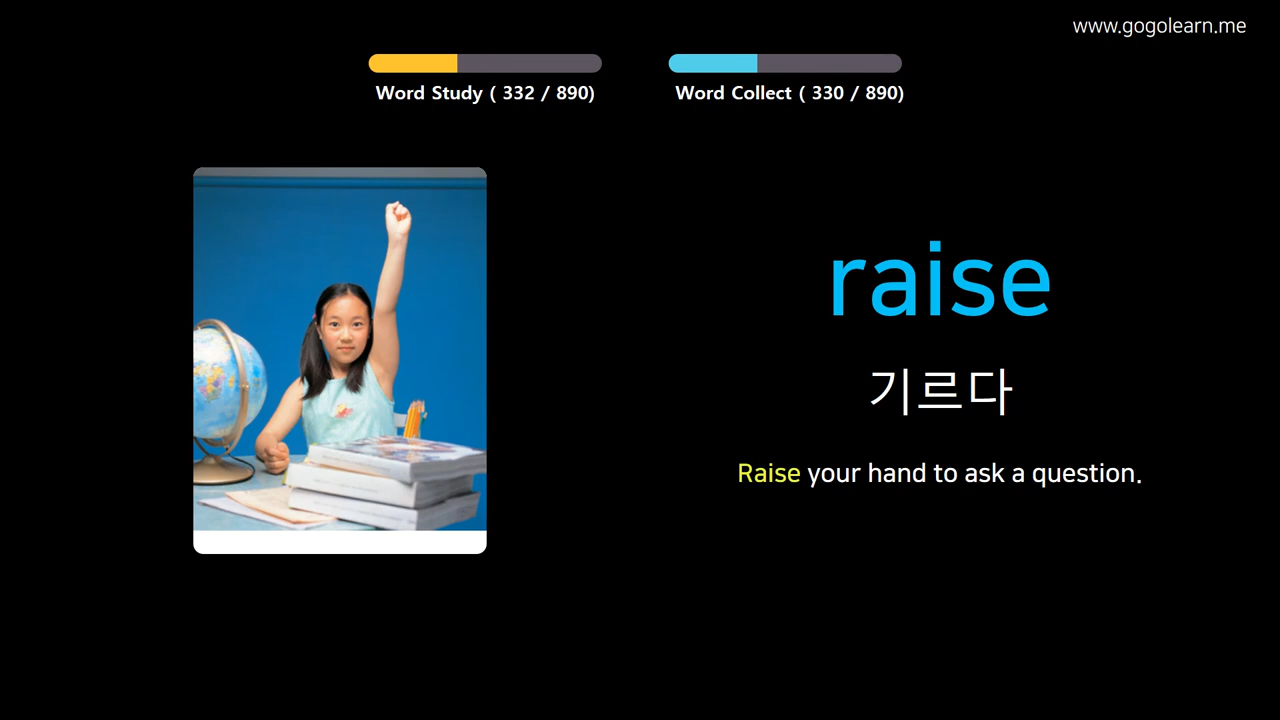 www.gogolearn.me
Word Study ( 332 / 890)
Word Collect ( 330 / 890)
raise
기르다
Raise your hand to ask a question.